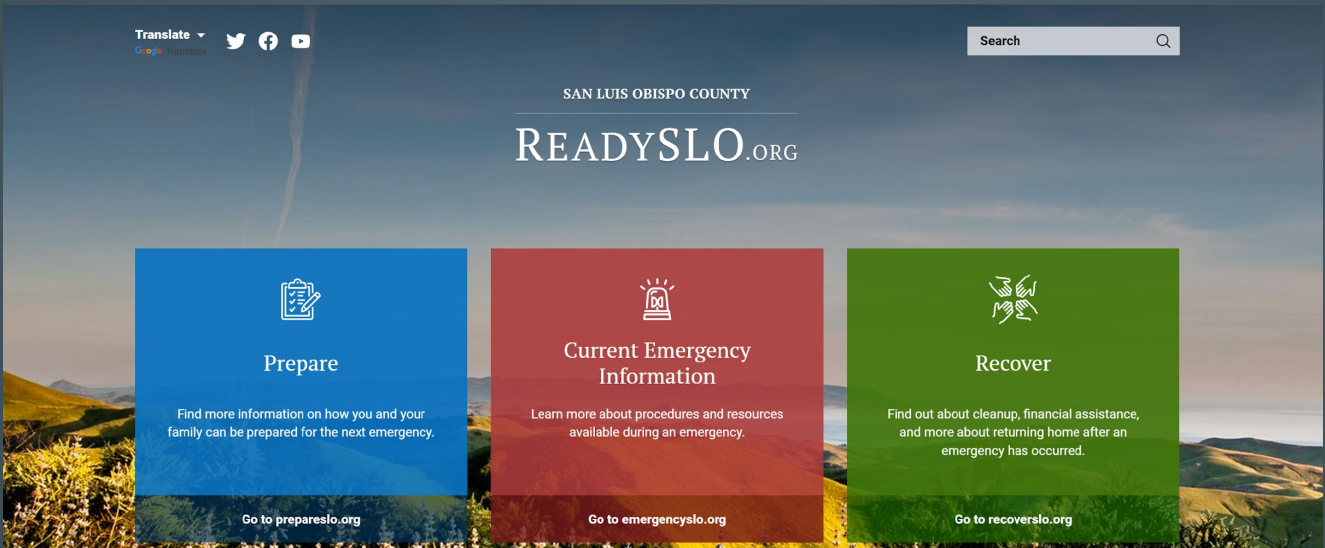 Translate
Google Translate
Search
SAN LUIS OBISPO COUNTY
READYSLO.ORG
Prepare
Find more information on how you and your
family can be prepared for the next emergency.
Go to prepareslo.org
Current Emergency
Information
Learn more about procedures and resources
available during an emergency.
Go to emergencyslo.org
Recover
Find out about cleanup, financial assistance,
and more about returning home after an
emergency has occurred.
Go to recoverslo.org